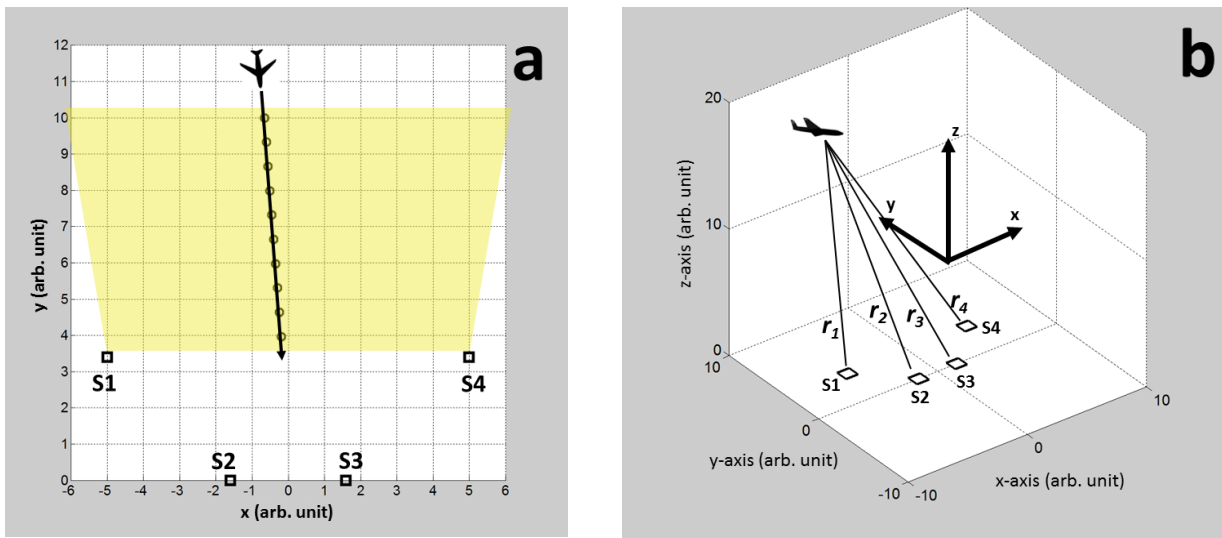 a
12
11
10
9
8
7
6
5
4
3
2
1
0
y (arb. unit)
S1
S4
S2
S3
-6 -5 -4 -3 -2 -1 0 1 2 3 4 5 6
x (arb. unit)
b
20
10
0
z-axis (arb. unit)
z
y
x
r1
r2
r3
r4
S1
S2
S3
S4
10
0
-10
y-axis (arb. unit)
-10
0
10
x-axis (arb. unit)